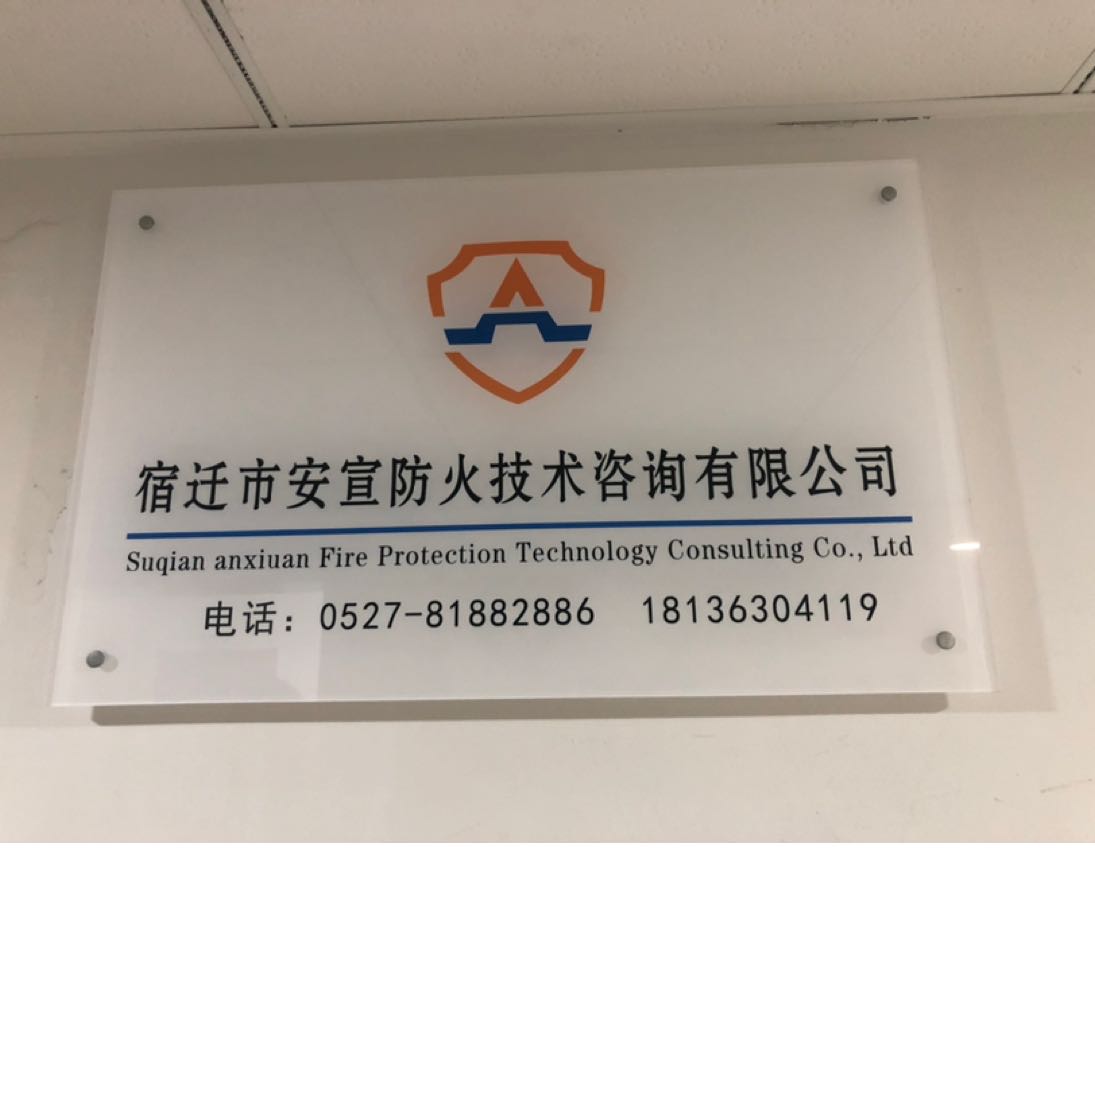 宿迁市安宣防火技术咨询有限公司
Suqian anxiuan Fire Protection Technology Consulting Co., Ltd
电话：0527-81882886 18136304119